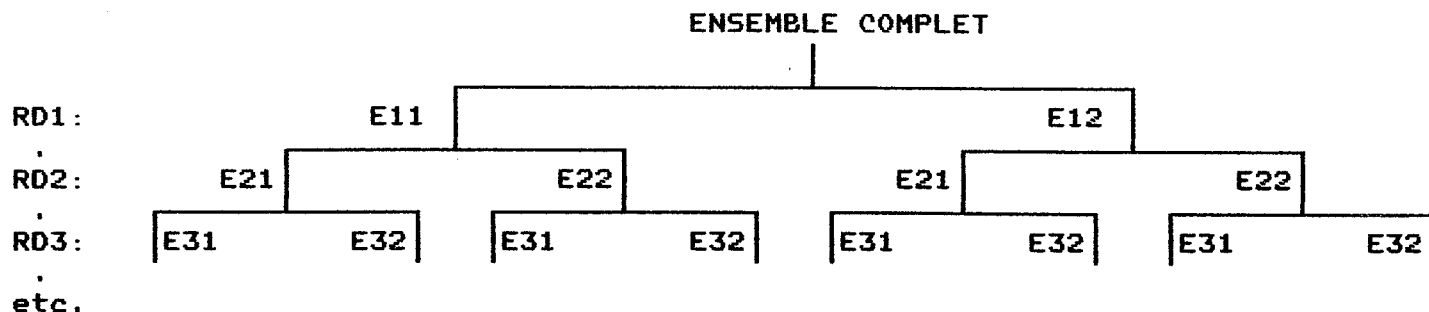 ENSEMBLE COMPLET
RD1: E11 E12
.
RD2: E21 E22 E21 E22
.
RD3: E31 E32 E31 E32 E31 E32 E31 E32
.
etc.